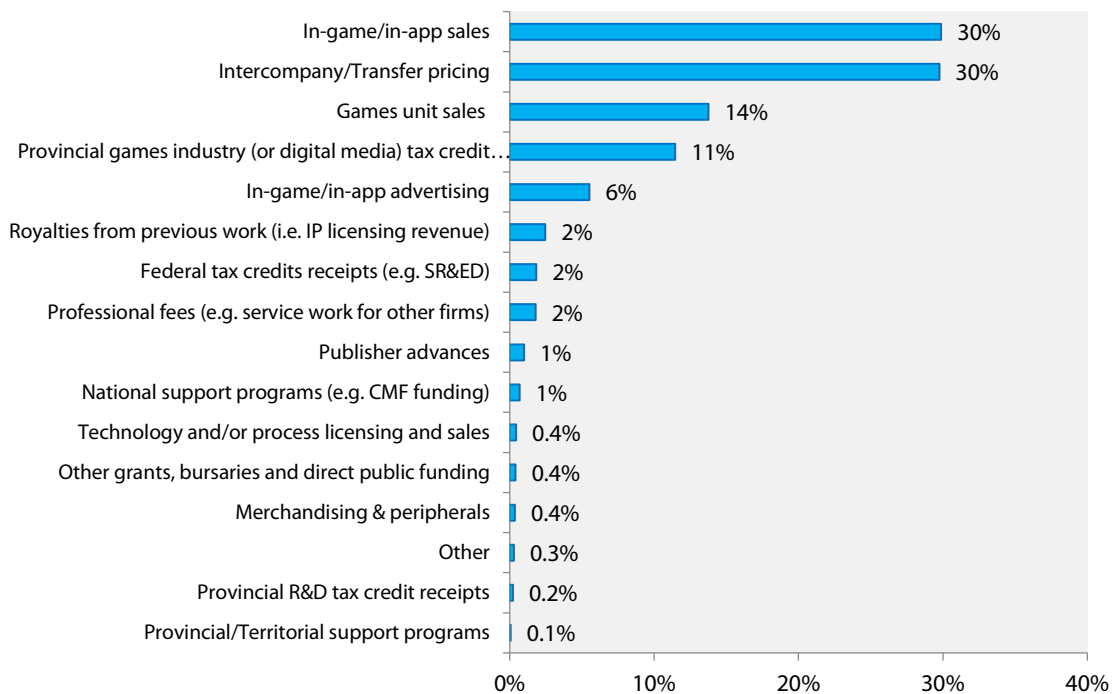 In-game/in-app sales 30%
Intercompany/Transfer pricing 30%
Games unit sales 14%
Provincial games industry (or digital media) tax credit… 11%
In-game/in-app advertising 6%
Royalties from previous work (i.e. IP licensing revenue) 2%
Federal tax credits receipts (e.g. SR&ED) 2%
Professional fees (e.g. service work for other firms) 2%
Publisher advances 1%
National support programs (e.g. CMF funding) 1%
Technology and/or process licensing and sales 0.4%
Other grants, bursaries and direct public funding 0.4%
Merchandising & peripherals 0.4%
Other 0.3%
Provincial R&D tax credit receipts 0.2%
Provincial/Territorial support programs 0.1%
0% 10% 20% 30% 40%